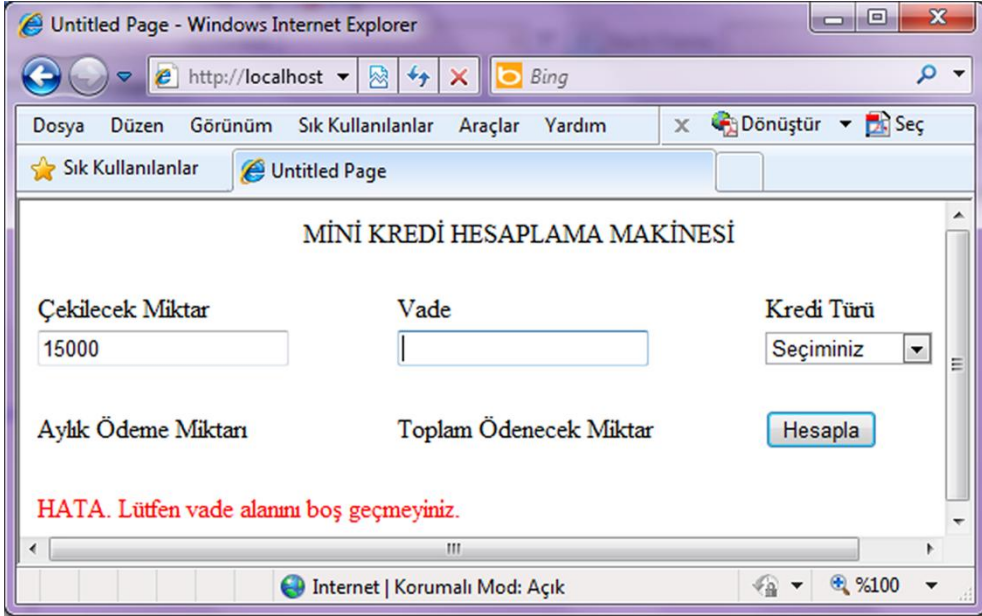 Untitled Page - Windows Internet Explorer
http://localhost
Bing
Dosya Düzen Görünüm Sık Kullanılanlar Araçlar Yardım x Dönüştür Seç
Sık Kullanılanlar Untitled Page
MİNİ KREDİ HESAPLAMA MAKİNESİ
Çekilecek Miktar Vade Kredi Türü
15000 Seçiminiz
Aylık Ödeme Miktarı Toplam Ödenecek Miktar Hesapla
HATA. Lütfen vade alanını boş geçmeyiniz.
Internet | Korumalı Mod: Açık %100